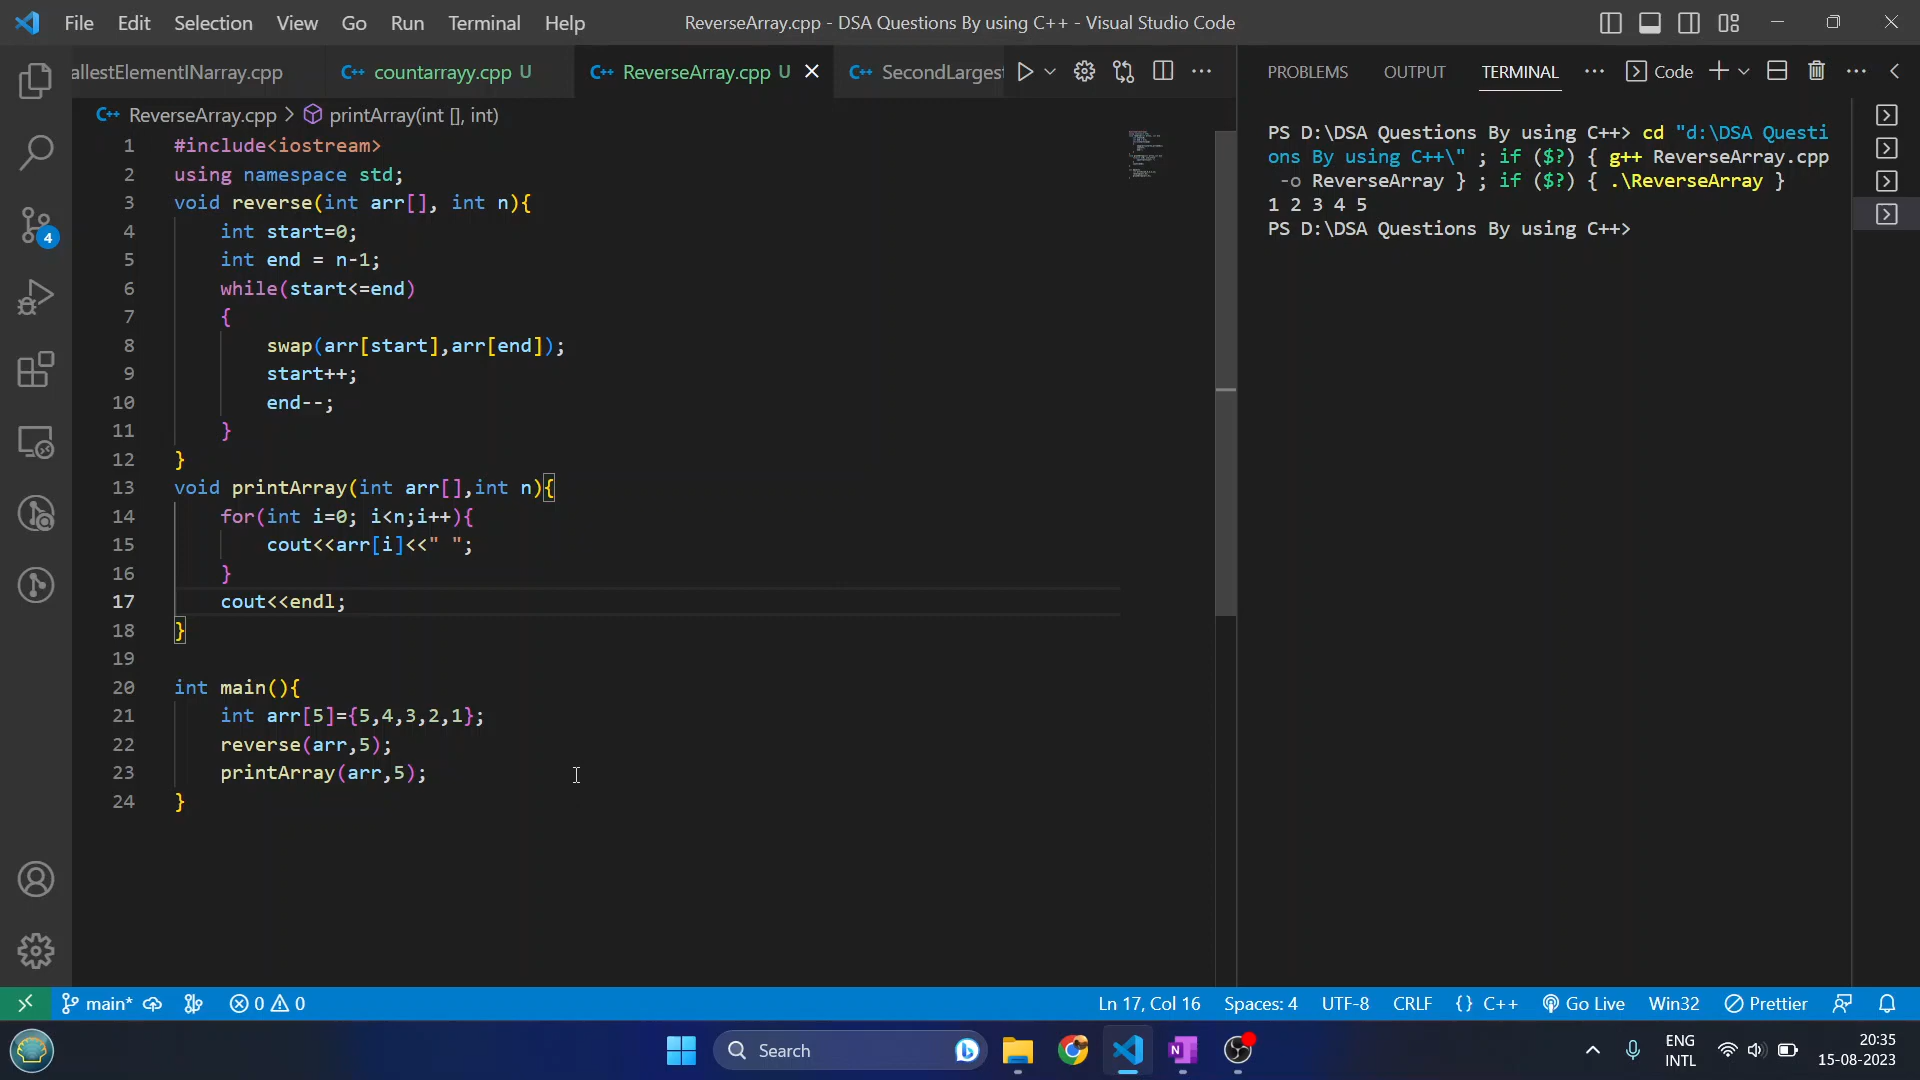 File Edit Selection View Go Run Terminal Help
ReverseArray.cpp - DSA Questions By using C++ - Visual Studio Code
allestElementINarray.cpp
C++ countarrayy.cpp U
C++ ReverseArray.cpp U
C++ SecondLarges
PROBLEMS OUTPUT TERMINAL
Code
C++ ReverseArray.cpp > printArray(int [], int)
1 #include<iostream>
2 using namespace std;
3 void reverse(int arr[], int n){
4 int start=0;
5 int end = n-1;
6 while(start<=end)
7 {
8 swap(arr[start],arr[end]);
9 start++;
10 end--;
11 }
12 }
13 void printArray(int arr[],int n){
14 for(int i=0; i<n;i++){
15 cout<<arr[i]<<" ";
16 }
17 cout<<endl;
18 }
19
20 int main(){
21 int arr[5]={5,4,3,2,1};
22 reverse(arr,5);
23 printArray(arr,5);
24 }
PS D:\DSA Questions By using C++> cd "d:\DSA Questi
ons By using C++\" ; if ($?) { g++ ReverseArray.cpp
-o ReverseArray } ; if ($?) { .\ReverseArray }
1 2 3 4 5
PS D:\DSA Questions By using C++>
4
main* 0 0
Ln 17, Col 16 Spaces: 4 UTF-8 CRLF {} C++ Go Live Win32 Prettier
Search
N
ENG
INTL
20:35
15-08-2023